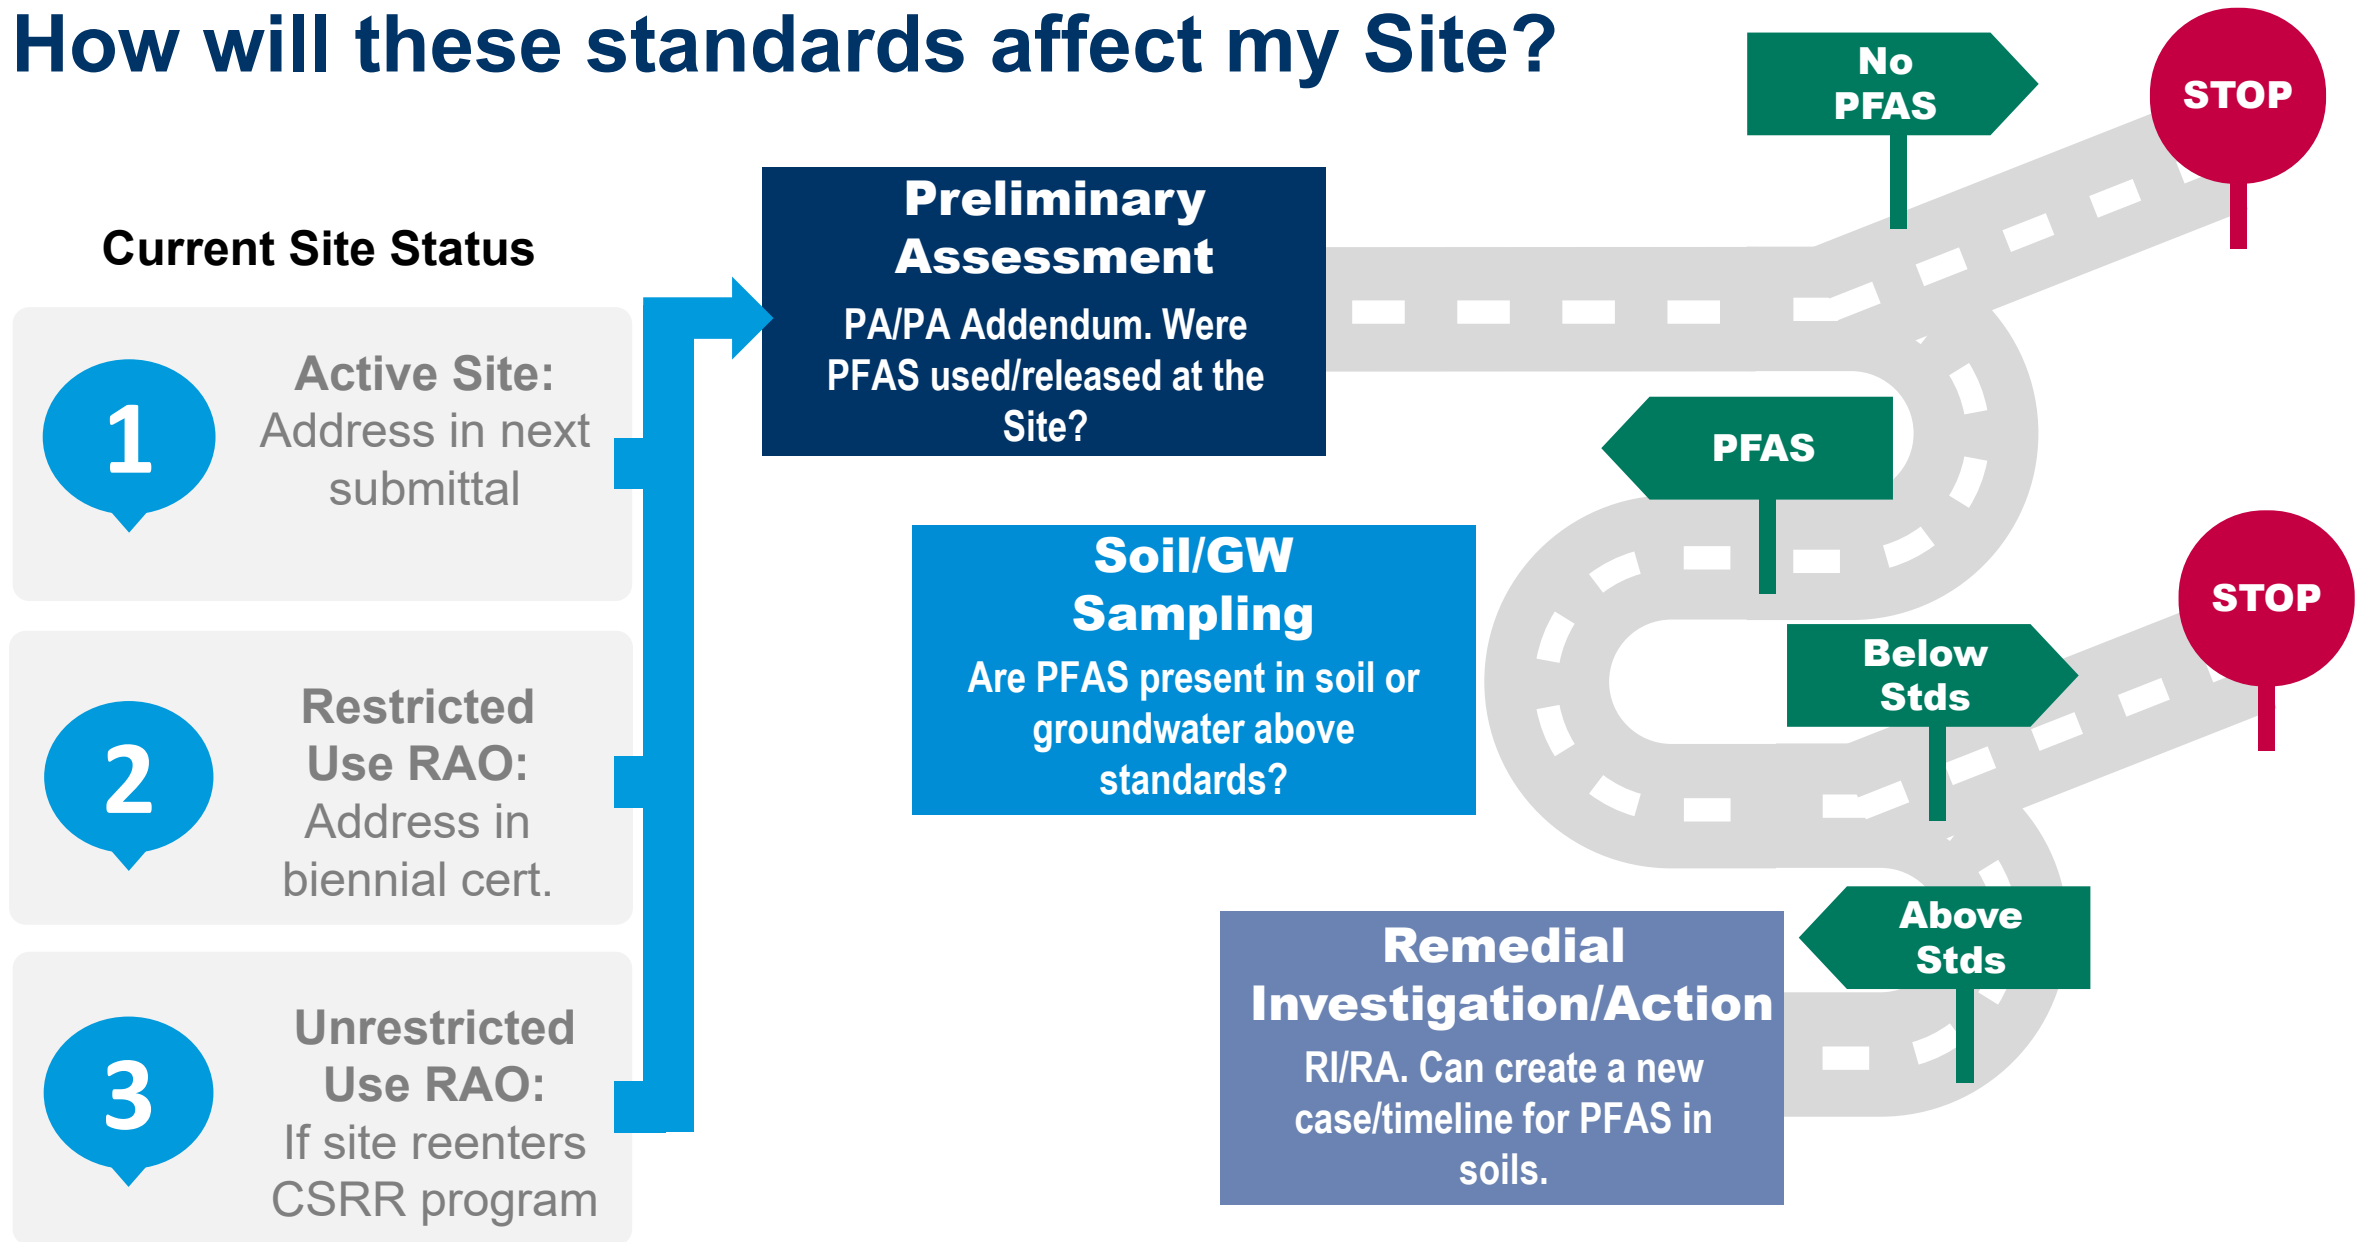 How will these standards affect my Site?
Current Site Status
1
Active Site:
Address in next
submittal
2
Restricted
Use RAO:
Address in
biennial cert.
3
Unrestricted
Use RAO:
If site reenters
CSRR program
Preliminary
Assessment
PA/PA Addendum. Were
PFAS used/released at the
Site?
No
PFAS
STOP
PFAS
Soil/GW
Sampling
Are PFAS present in soil or
groundwater above
standards?
Below
Stds
STOP
Above
Stds
Remedial
Investigation/Action
RI/RA. Can create a new
case/timeline for PFAS in
soils.